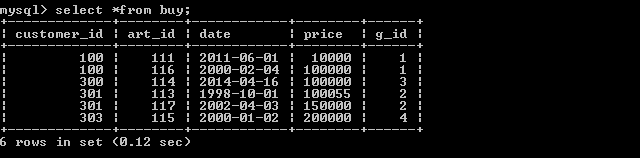 mysql> select *from buy;
+-------------+--------+------------+--------+------+
| customer_id | art_id | date       | price  | g_id |
+-------------+--------+------------+--------+------+
|         100 |    111 | 2011-06-01 |  10000 |    1 |
|         100 |    116 | 2000-02-04 | 100000 |    1 |
|         300 |    114 | 2014-04-16 | 100000 |    3 |
|         301 |    113 | 1998-10-01 | 100055 |    2 |
|         301 |    117 | 2002-04-03 | 150000 |    2 |
|         303 |    115 | 2000-01-02 | 200000 |    4 |
+-------------+--------+------------+--------+------+
6 rows in set (0.12 sec)